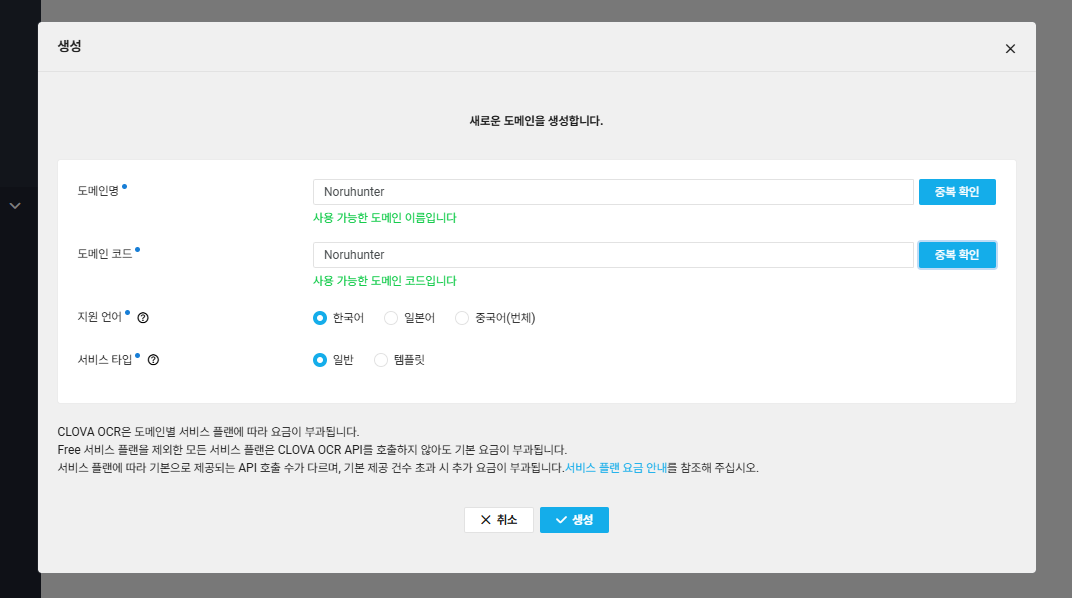 생성
새로운 도메인을 생성합니다.
도메인명
Noruhunter
중복 확인
사용 가능한 도메인 이름입니다
도메인 코드
Noruhunter
중복 확인
사용 가능한 도메인 코드입니다
지원 언어 ? 한국어 일본어 중국어(번체)
서비스 타입 ? 일반 템플릿
CLOVA OCR은 도메인별 서비스 플랜에 따라 요금이 부과됩니다.
Free 서비스 플랜을 제외한 모든 서비스 플랜은 CLOVA OCR API를 호출하지 않아도 기본 요금이 부과됩니다.
서비스 플랜에 따라 기본으로 제공되는 API 호출 수가 다르며, 기본 제공 건수 초과 시 추가 요금이 부과됩니다.서비스 플랜 요금 안내를 참조해 주십시오.
취소 생성